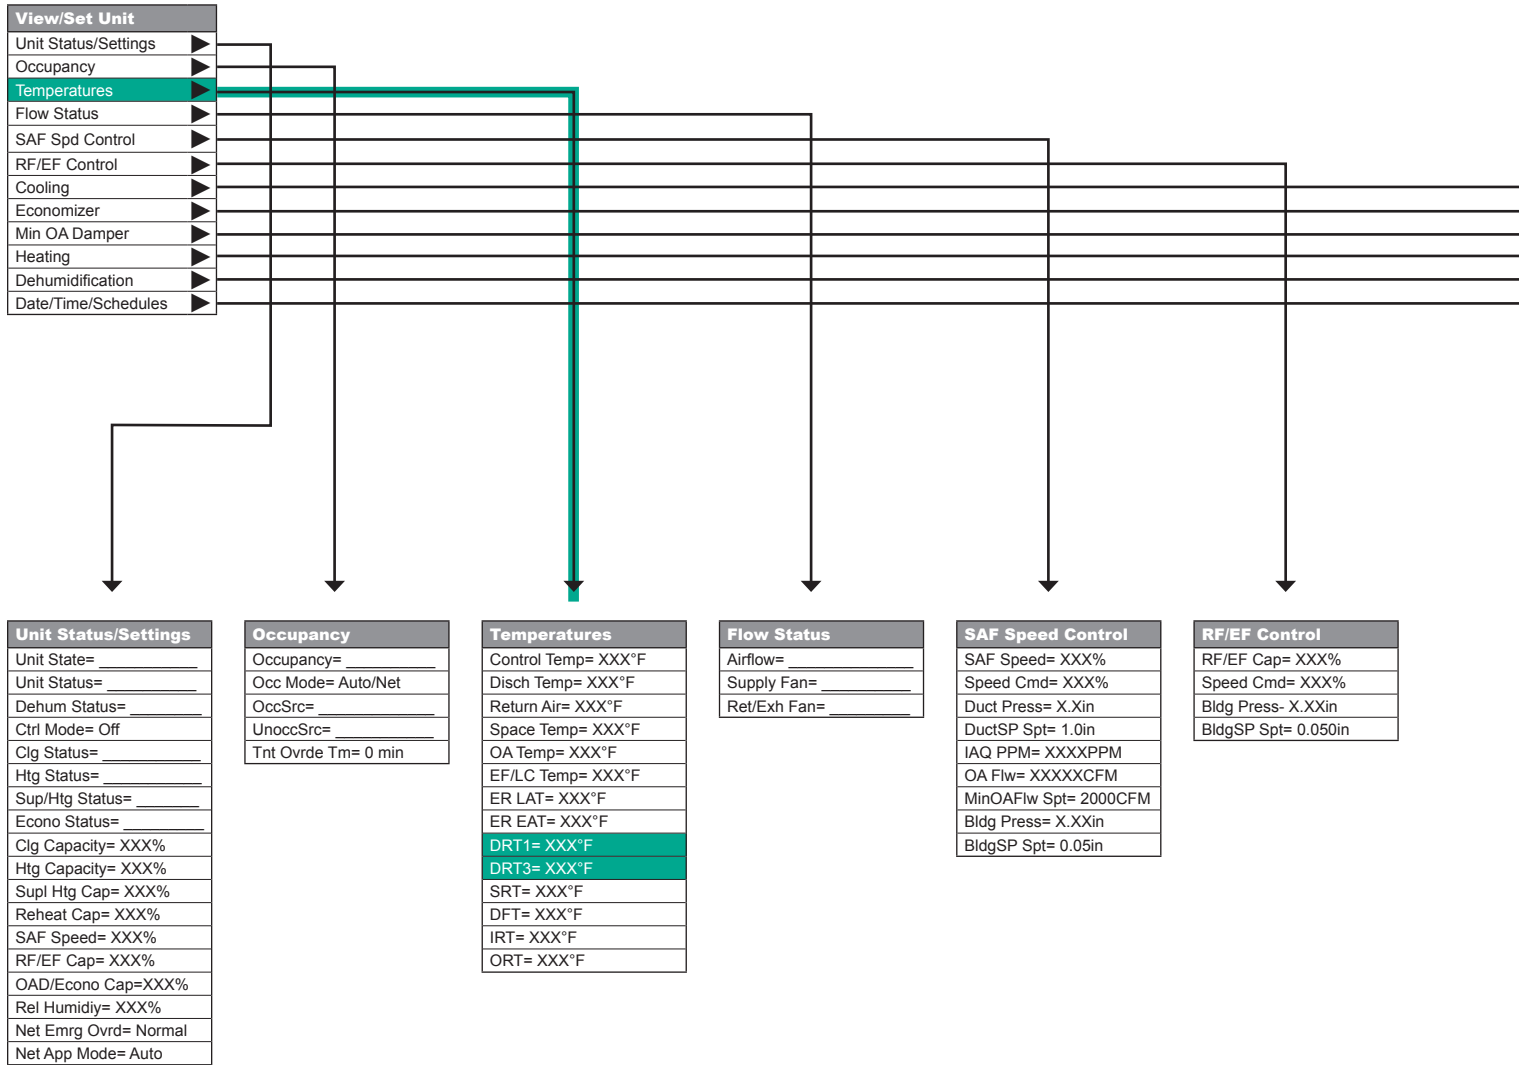 View/Set Unit
Unit Status/Settings
Occupancy
Temperatures
Flow Status
SAF Spd Control
RF/EF Control
Cooling
Economizer
Min OA Damper
Heating
Dehumidification
Date/Time/Schedules
Unit Status/Settings
Unit State= ___________
Unit Status= __________
Dehum Status= ________
Ctrl Mode= Off
Clg Status= ___________
Htg Status= ___________
Sup/Htg Status= _______
Econo Status= _________
Clg Capacity= XXX%
Htg Capacity= XXX%
Supl Htg Cap= XXX%
Reheat Cap= XXX%
SAF Speed= XXX%
RF/EF Cap= XXX%
OAD/Econo Cap=XXX%
Rel Humidiy= XXX%
Net Emrg Ovrd= Normal
Net App Mode= Auto
Occupancy
Occupancy= __________
Occ Mode= Auto/Net
OccSrc= _____________
UnoccSrc= ___________
Tnt Ovrde Tm= 0 min
Temperatures
Control Temp= XXX°F
Disch Temp= XXX°F
Return Air= XXX°F
Space Temp= XXX°F
OA Temp= XXX°F
EF/LC Temp= XXX°F
ER LAT= XXX°F
ER EAT= XXX°F
DRT1= XXX°F
DRT3= XXX°F
SRT= XXX°F
DFT= XXX°F
IRT= XXX°F
ORT= XXX°F
Flow Status
Airflow= ______________
Supply Fan= __________
Ret/Exh Fan= _________
SAF Speed Control
SAF Speed= XXX%
Speed Cmd= XXX%
Duct Press= X.Xin
DuctSP Spt= 1.0in
IAQ PPM= XXXXPPM
OA Flw= XXXXXCFM
MinOAFlw Spt= 2000CFM
Bldg Press= X.XXin
BldgSP Spt= 0.05in
RF/EF Control
RF/EF Cap= XXX%
Speed Cmd= XXX%
Bldg Press- X.XXin
BldgSP Spt= 0.050in